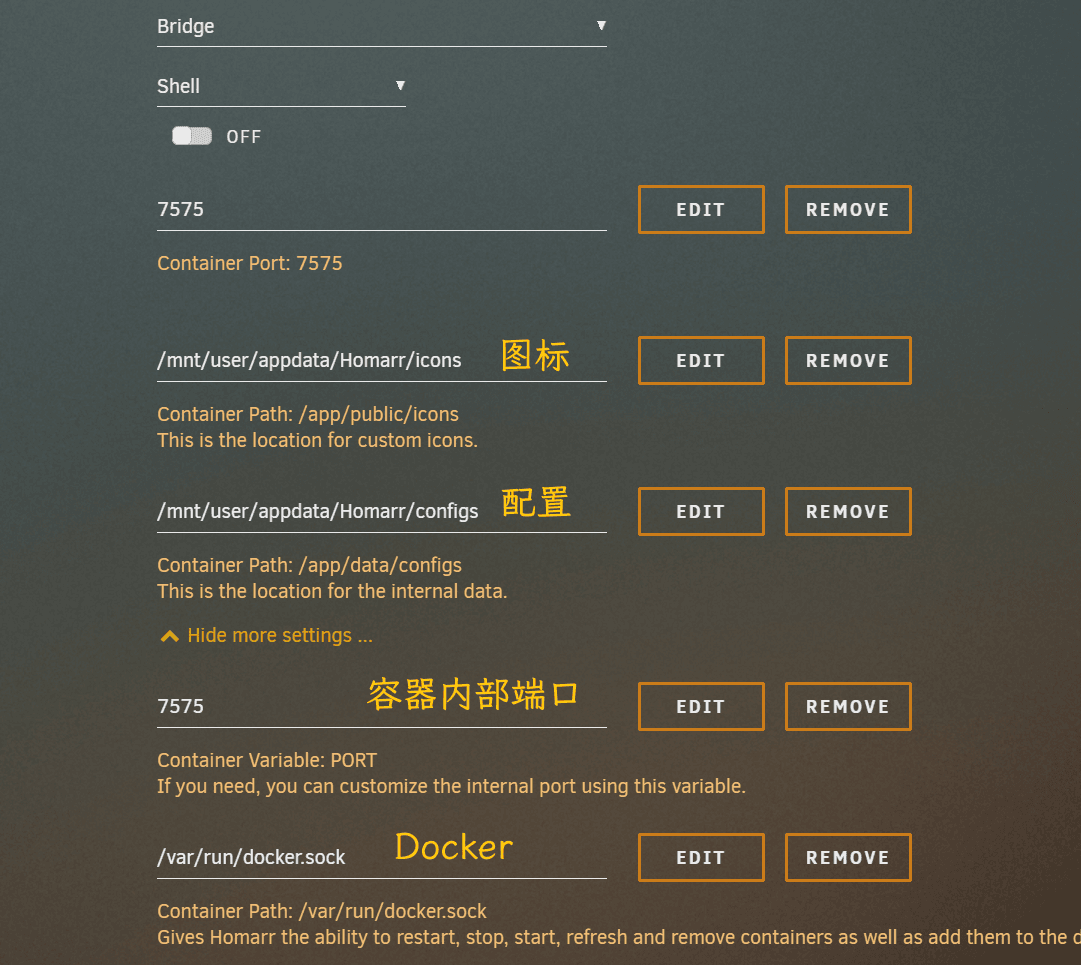 Bridge
Shell
OFF
7575 EDIT REMOVE
Container Port: 7575
/mnt/user/appdata/Homarr/icons 图标 EDIT REMOVE
Container Path: /app/public/icons
This is the location for custom icons.
/mnt/user/appdata/Homarr/configs 配置 EDIT REMOVE
Container Path: /app/data/configs
This is the location for the internal data.
Hide more settings ...
7575 容器内部端口 EDIT REMOVE
Container Variable: PORT
If you need, you can customize the internal port using this variable.
/var/run/docker.sock Docker EDIT REMOVE
Container Path: /var/run/docker.sock
Gives Homarr the ability to restart, stop, start, refresh and remove containers as well as add them to the